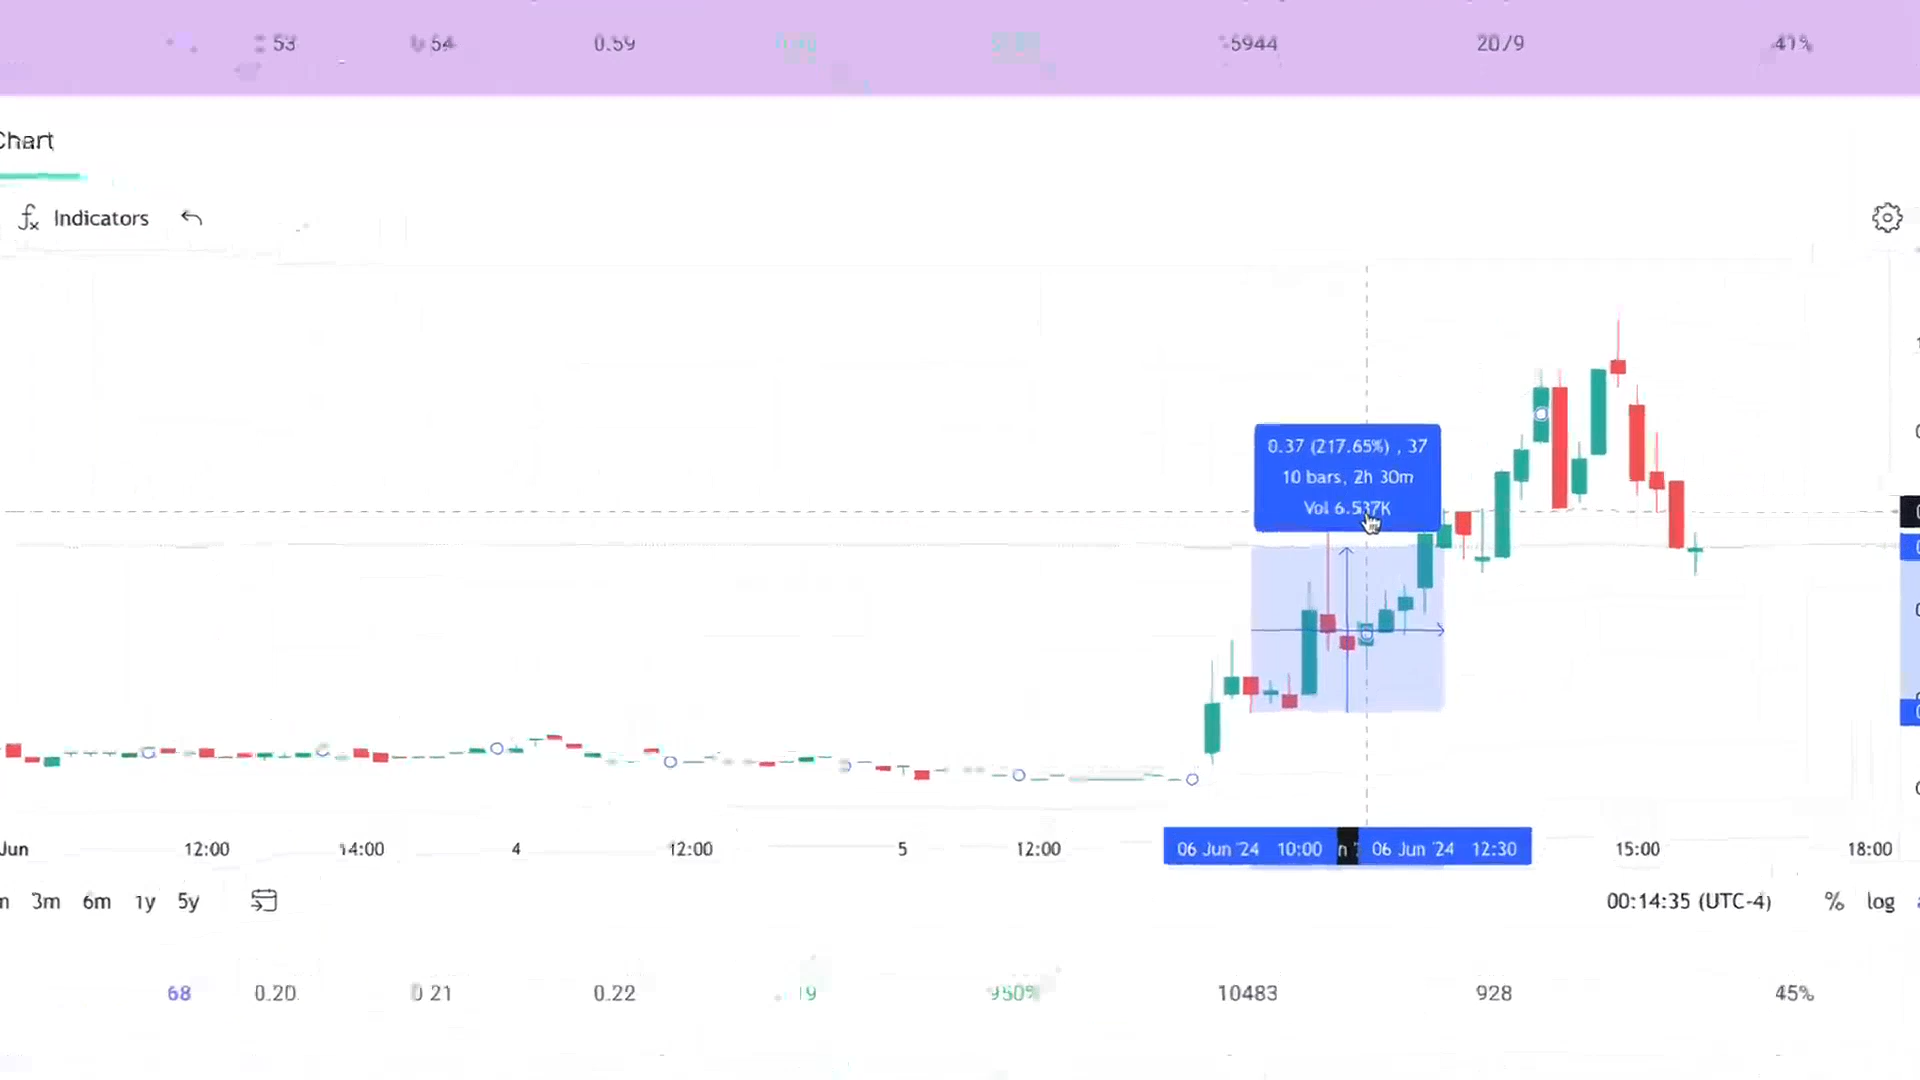 53 0.54 0.59 5944 2079 41%
Chart
Indicators
0.37 (217.65%) , 37
10 bars, 2h 30m
Vol 6.537K
Jun 12:00 14:00 4 12:00 5 12:00 06 Jun '24 10:00 06 Jun '24 12:30 15:00 18:00
3m 6m 1y 5y 00:14:35 (UTC-4) % log
68 0.20 0.21 0.22 950% 10483 928 45%